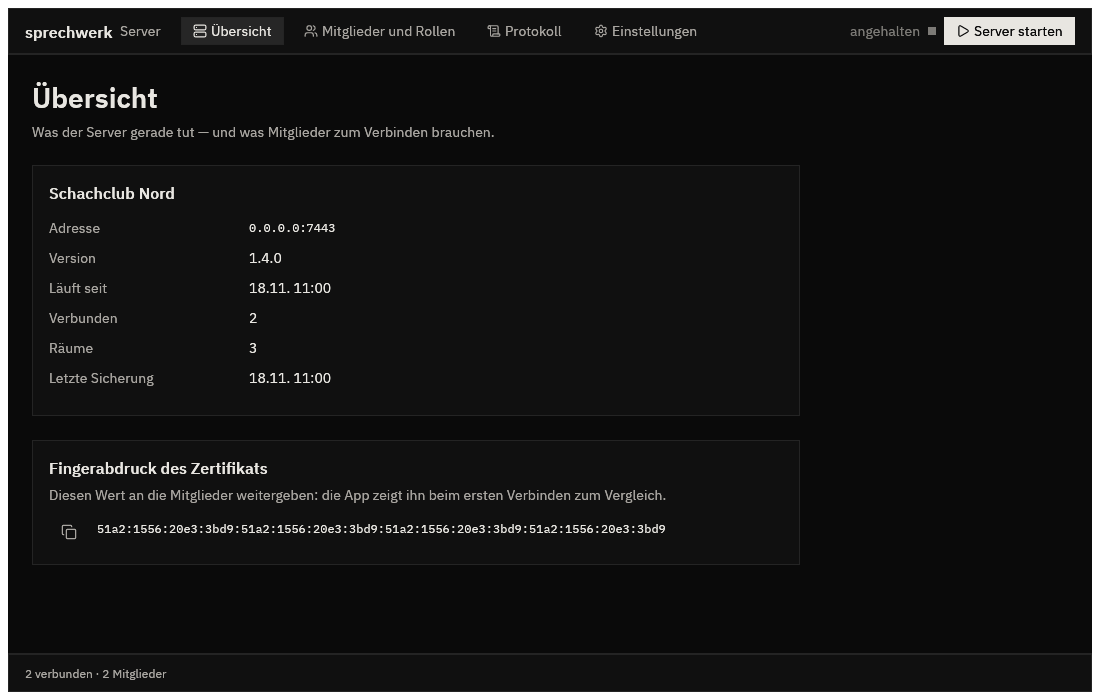 sprechwerk Server Übersicht Mitglieder und Rollen Protokoll Einstellungen angehalten Server starten
Übersicht
Was der Server gerade tut — und was Mitglieder zum Verbinden brauchen.
Schachclub Nord
Adresse 0.0.0.0:7443
Version 1.4.0
Läuft seit 18.11. 11:00
Verbunden 2
Räume 3
Letzte Sicherung 18.11. 11:00
Fingerabdruck des Zertifikats
Diesen Wert an die Mitglieder weitergeben: die App zeigt ihn beim ersten Verbinden zum Vergleich.
51a2:1556:20e3:3bd9:51a2:1556:20e3:3bd9:51a2:1556:20e3:3bd9:51a2:1556:20e3:3bd9
2 verbunden · 2 Mitglieder